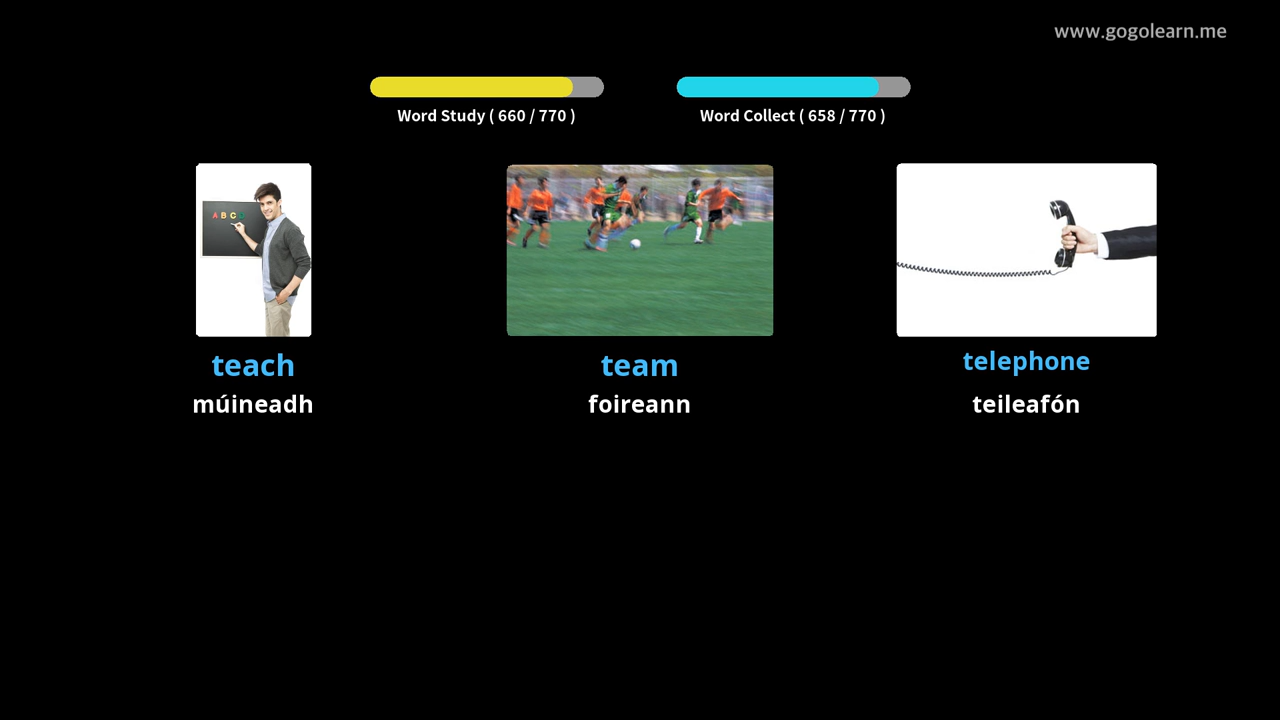 www.gogolearn.me
Word Study ( 660 / 770 )
Word Collect ( 658 / 770 )
A B C D
teach
team
telephone
múineadh
foireann
teileafón